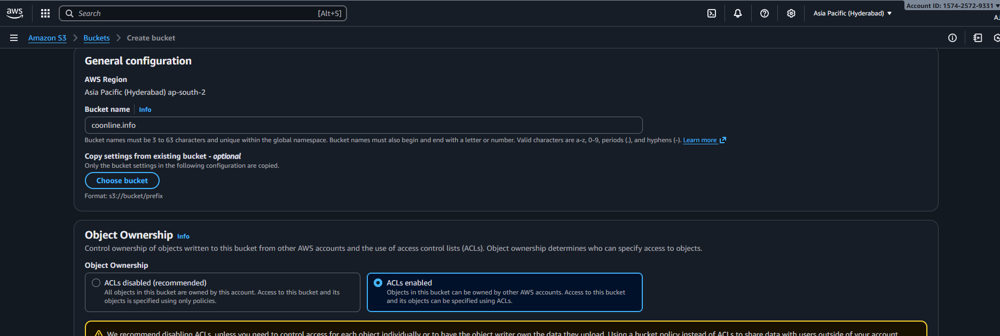 aws
Search [Alt+S]
Asia Pacific (Hyderabad)
Account ID: 1574-2572-9331
Amazon S3 > Buckets > Create bucket
General configuration
AWS Region
Asia Pacific (Hyderabad) ap-south-2
Bucket name Info
coonline.info
Bucket names must be 3 to 63 characters and unique within the global namespace. Bucket names must also begin and end with a letter or number. Valid characters are a-z, 0-9, periods (.), and hyphens (-). Learn more
Copy settings from existing bucket - optional
Only the bucket settings in the following configuration are copied.
Choose bucket
Format: s3://bucket/prefix
Object Ownership Info
Control ownership of objects written to this bucket from other AWS accounts and the use of access control lists (ACLs). Object ownership determines who can specify access to objects.
Object Ownership
ACLs disabled (recommended)
All objects in this bucket are owned by this account. Access to this bucket and its
objects is specified using only policies.
ACLs enabled
Objects in this bucket can be owned by other AWS accounts. Access to this bucket
and its objects can be specified using ACLs.
We recommend disabling ACLs, unless you need to control access for each object individually or to have the object writer own the data they upload. Using a bucket policy instead of ACLs to share data with users outside of your account